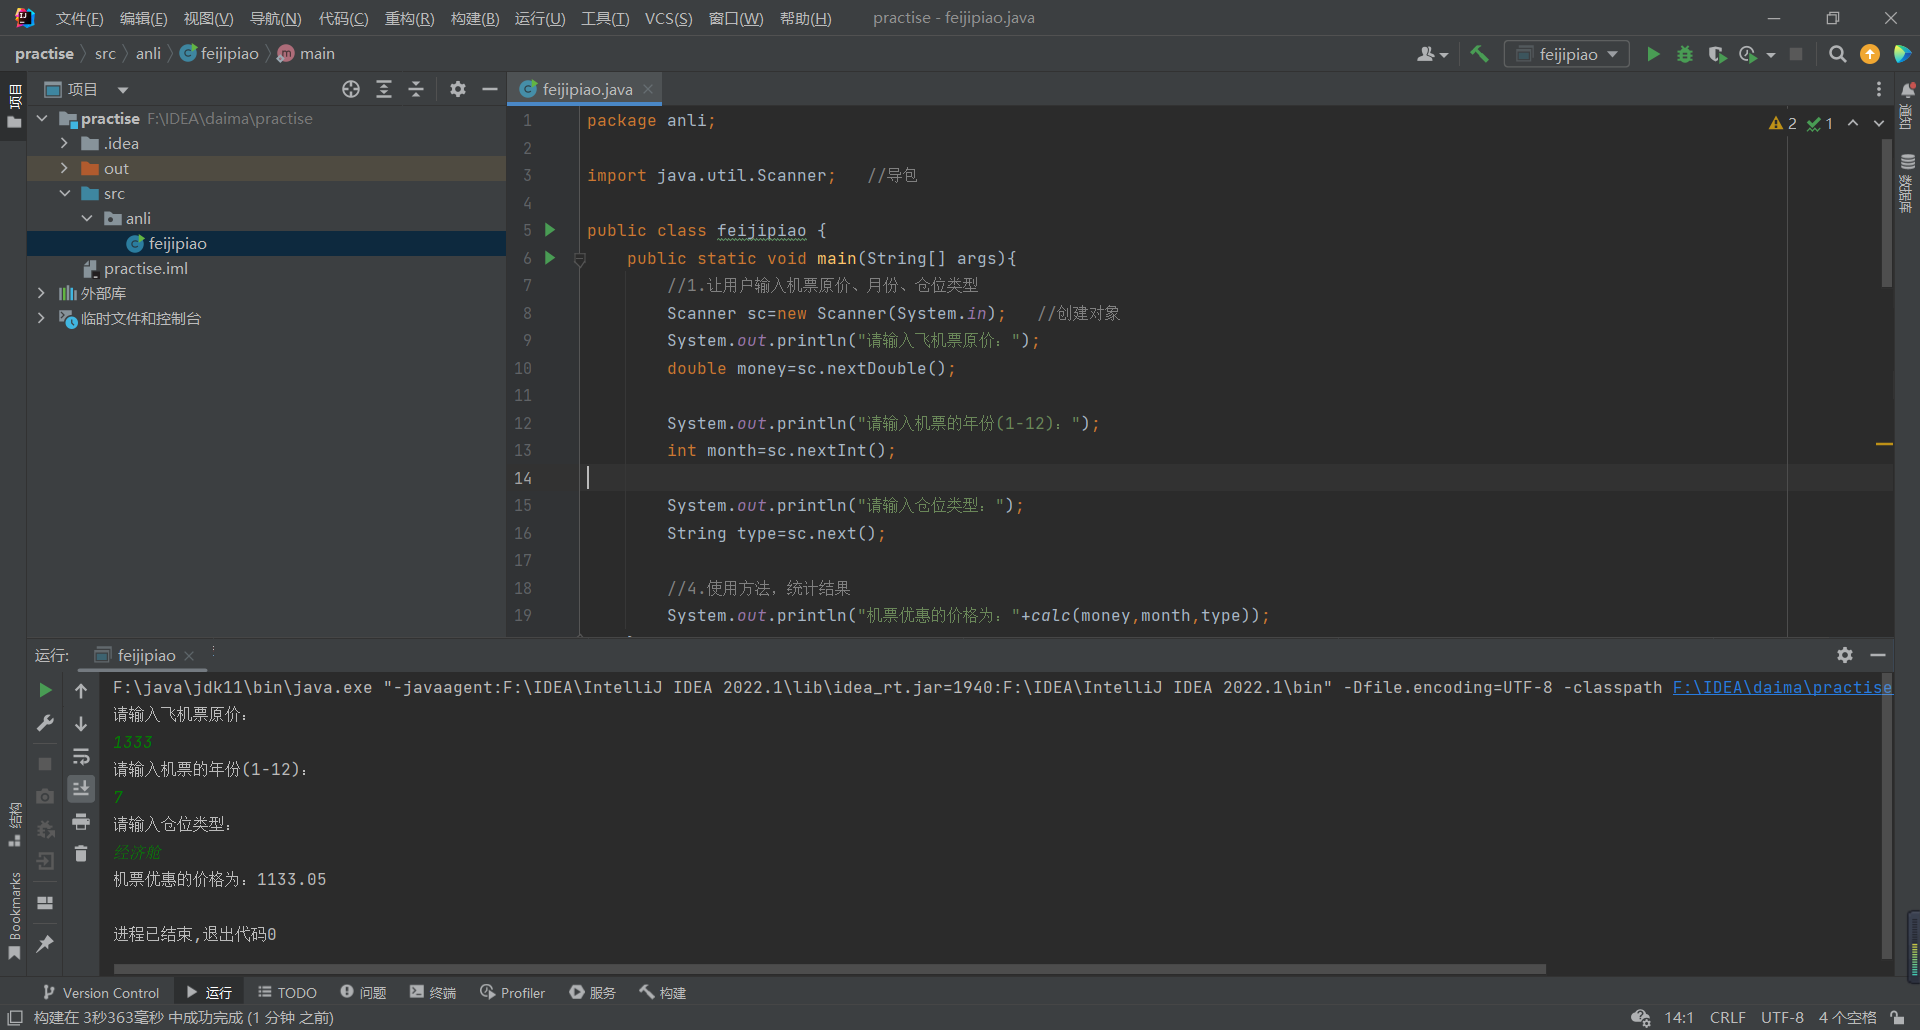 文件(F) 编辑(E) 视图(V) 导航(N) 代码(C) 重构(R) 构建(B) 运行(U) 工具(T) VCS(S) 窗口(W) 帮助(H) practise - feijipiao.java
practise src anli feijipiao main
feijipiao
项目
项目
feijipiao.java
practise F:\IDEA\daima\practise
.idea
out
src
anli
feijipiao
practise.iml
外部库
临时文件和控制台
2 1
1 package anli;
2
3 import java.util.Scanner; //导包
4
5 public class feijipiao {
6 public static void main(String[] args){
7 //1.让用户输入机票原价、月份、仓位类型
8 Scanner sc=new Scanner(System.in); //创建对象
9 System.out.println("请输入飞机票原价：");
10 double money=sc.nextDouble();
11
12 System.out.println("请输入机票的年份(1-12)：");
13 int month=sc.nextInt();
14
15 System.out.println("请输入仓位类型：");
16 String type=sc.next();
17
18 //4.使用方法，统计结果
19 System.out.println("机票优惠的价格为："+calc(money,month,type));
通知
数据库
运行: feijipiao
F:\java\jdk11\bin\java.exe "-javaagent:F:\IDEA\IntelliJ IDEA 2022.1\lib\idea_rt.jar=1940:F:\IDEA\IntelliJ IDEA 2022.1\bin" -Dfile.encoding=UTF-8 -classpath F:\IDEA\daima\practise
请输入飞机票原价：
1333
请输入机票的年份(1-12)：
7
请输入仓位类型：
经济舱
机票优惠的价格为：1133.05
进程已结束,退出代码0
结构
Bookmarks
Version Control 运行 TODO 问题 终端 Profiler 服务 构建
构建在 3秒363毫秒 中成功完成 (1 分钟 之前)
14:1 CRLF UTF-8 4 个空格